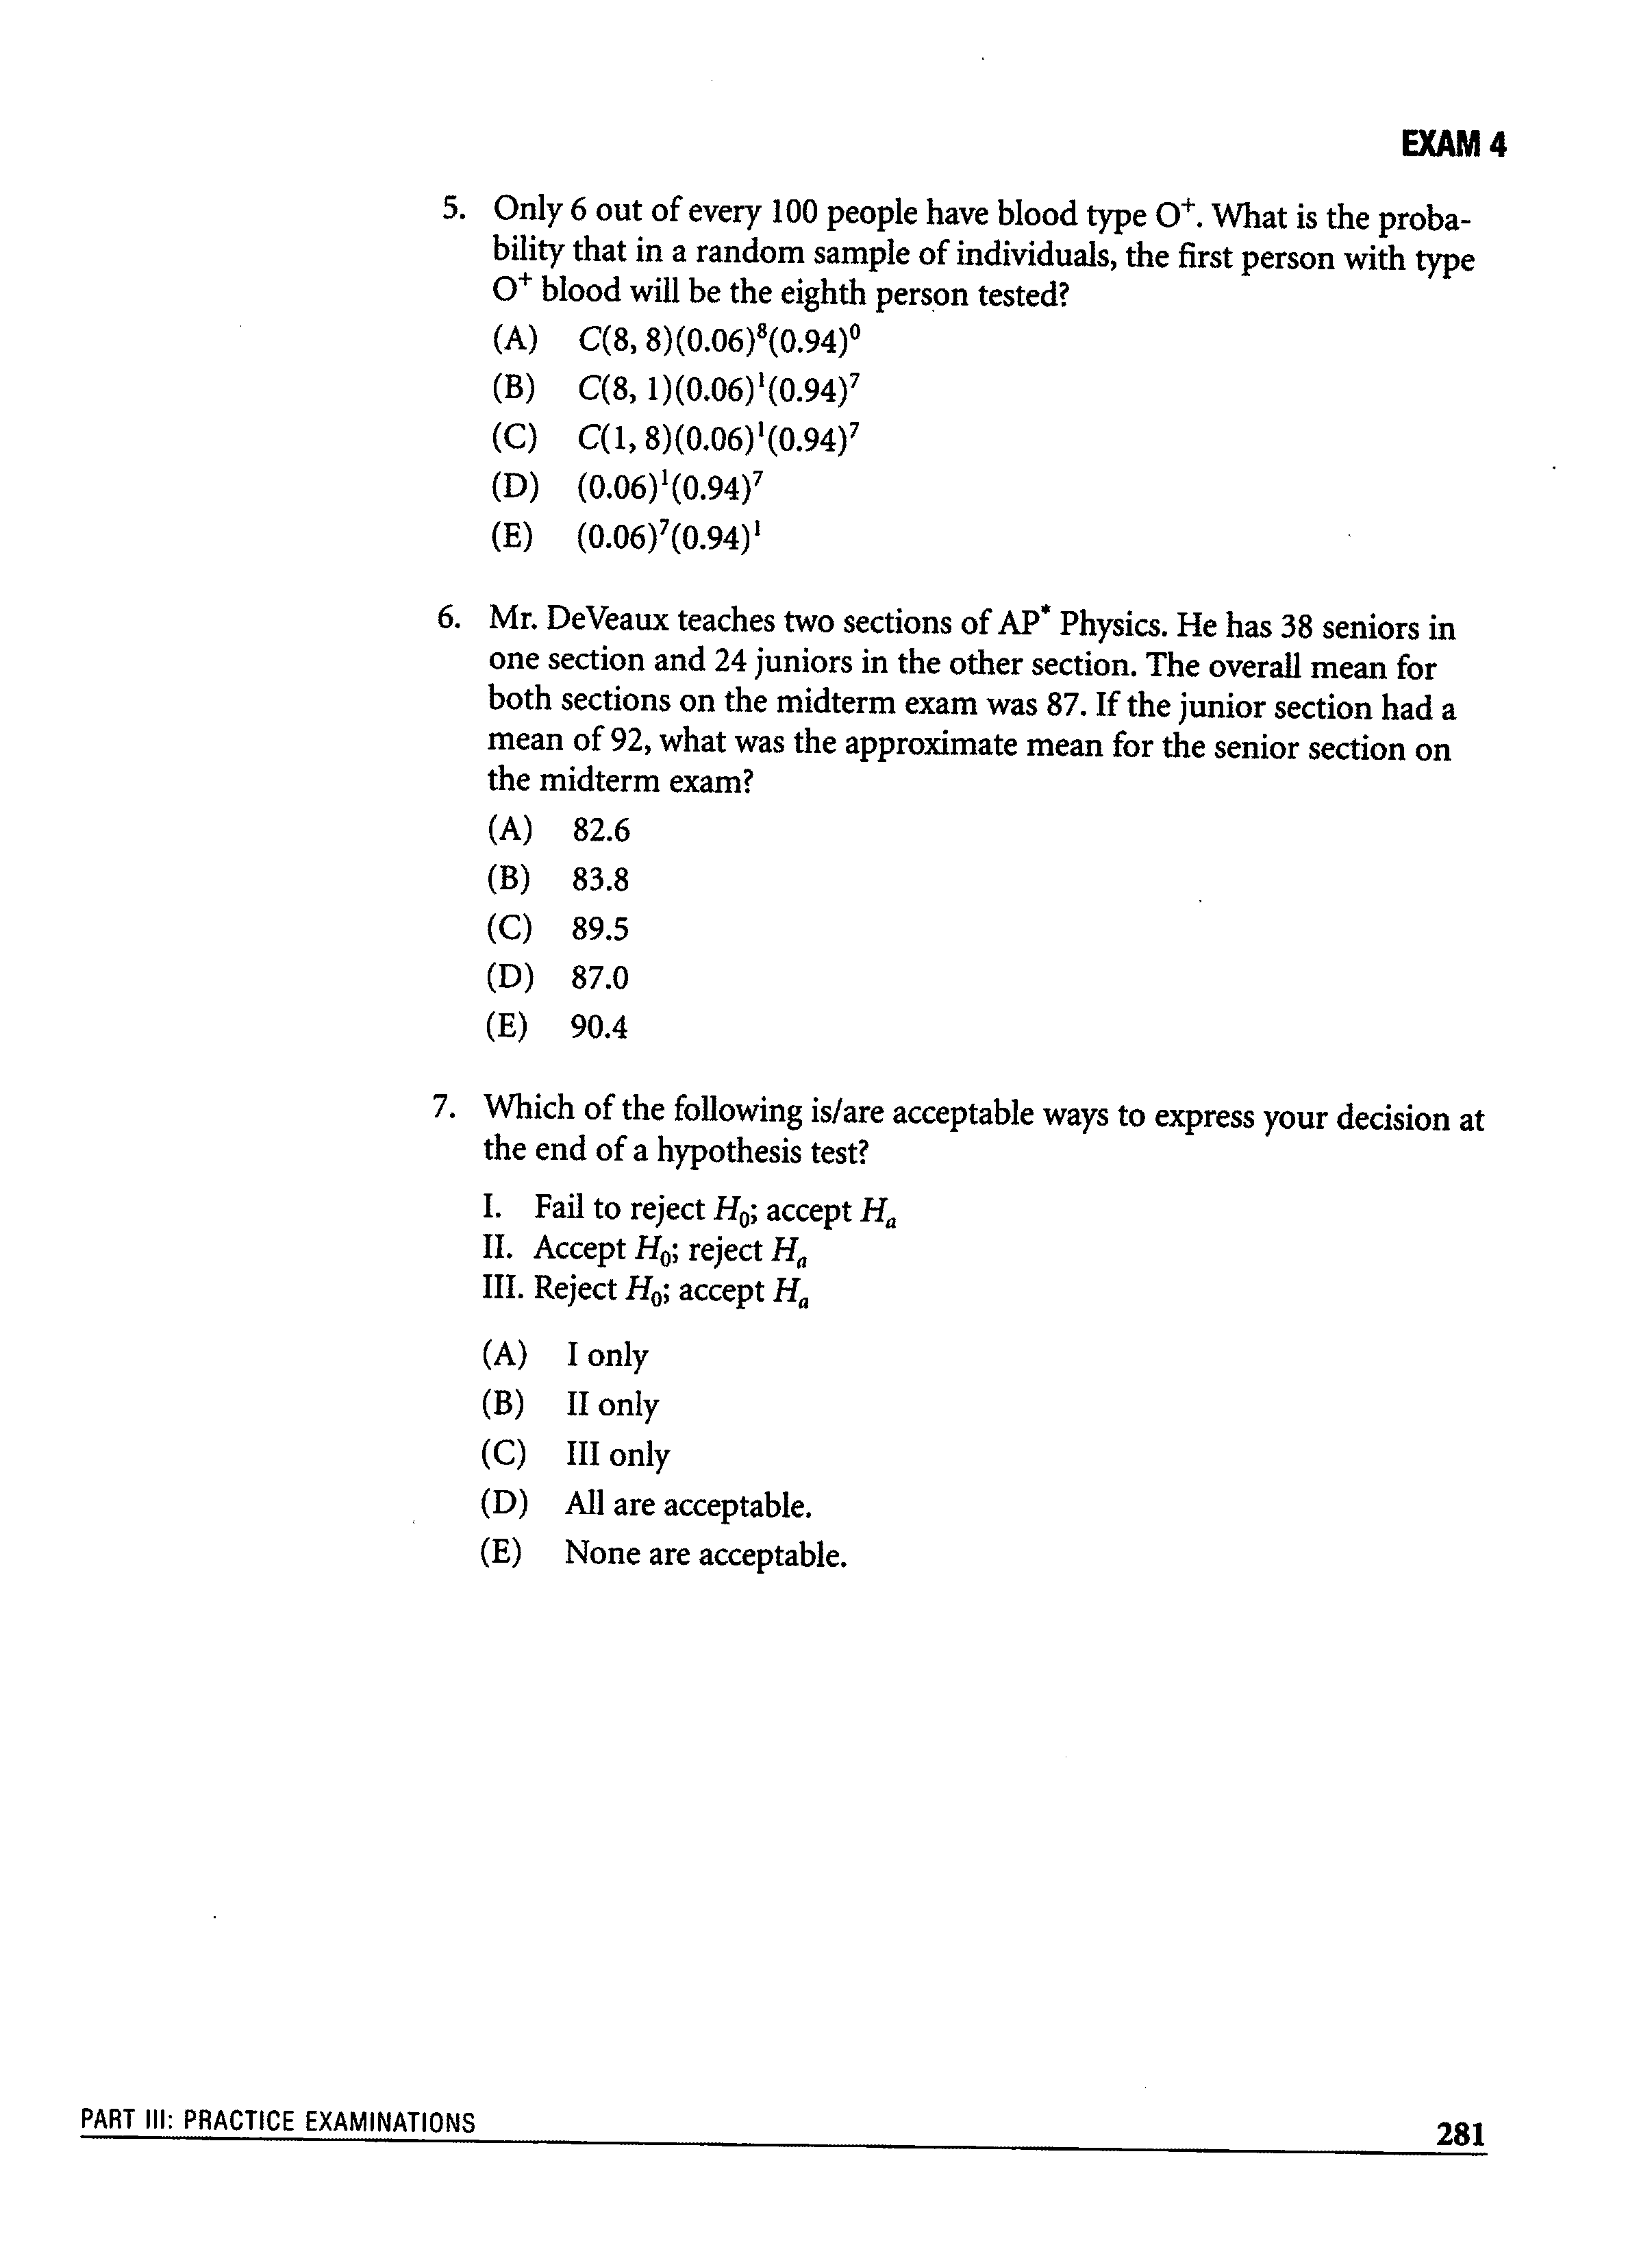 EXAM 4
5. Only 6 out of every 100 people have blood type O⁺. What is the proba-
bility that in a random sample of individuals, the first person with type
O⁺ blood will be the eighth person tested?
(A) C(8, 8)(0.06)⁸(0.94)⁰
(B) C(8, 1)(0.06)¹(0.94)⁷
(C) C(1, 8)(0.06)¹(0.94)⁷
(D) (0.06)¹(0.94)⁷
(E) (0.06)⁷(0.94)¹
6. Mr. DeVeaux teaches two sections of AP* Physics. He has 38 seniors in
one section and 24 juniors in the other section. The overall mean for
both sections on the midterm exam was 87. If the junior section had a
mean of 92, what was the approximate mean for the senior section on
the midterm exam?
(A) 82.6
(B) 83.8
(C) 89.5
(D) 87.0
(E) 90.4
7. Which of the following is/are acceptable ways to express your decision at
the end of a hypothesis test?
I. Fail to reject H₀; accept Hₐ
II. Accept H₀; reject Hₐ
III. Reject H₀; accept Hₐ
(A) I only
(B) II only
(C) III only
(D) All are acceptable.
(E) None are acceptable.
PART III: PRACTICE EXAMINATIONS
281